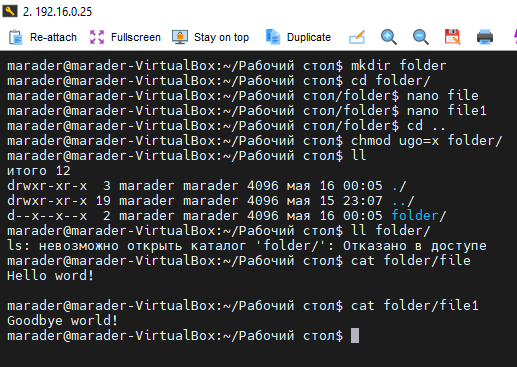 2. 192.16.0.25
Re-attach Fullscreen Stay on top Duplicate
marader@marader-VirtualBox:~/Рабочий стол$ mkdir folder
marader@marader-VirtualBox:~/Рабочий стол$ cd folder/
marader@marader-VirtualBox:~/Рабочий стол/folder$ nano file
marader@marader-VirtualBox:~/Рабочий стол/folder$ nano file1
marader@marader-VirtualBox:~/Рабочий стол/folder$ cd ..
marader@marader-VirtualBox:~/Рабочий стол$ chmod ugo=x folder/
marader@marader-VirtualBox:~/Рабочий стол$ ll
итого 12
drwxr-xr-x  3 marader marader 4096 мая 16 00:05 ./
drwxr-xr-x 19 marader marader 4096 мая 15 23:07 ../
d--x--x--x  2 marader marader 4096 мая 16 00:05 folder/
marader@marader-VirtualBox:~/Рабочий стол$ ll folder/
ls: невозможно открыть каталог 'folder/': Отказано в доступе
marader@marader-VirtualBox:~/Рабочий стол$ cat folder/file
Hello word!
marader@marader-VirtualBox:~/Рабочий стол$ cat folder/file1
Goodbye world!
marader@marader-VirtualBox:~/Рабочий стол$